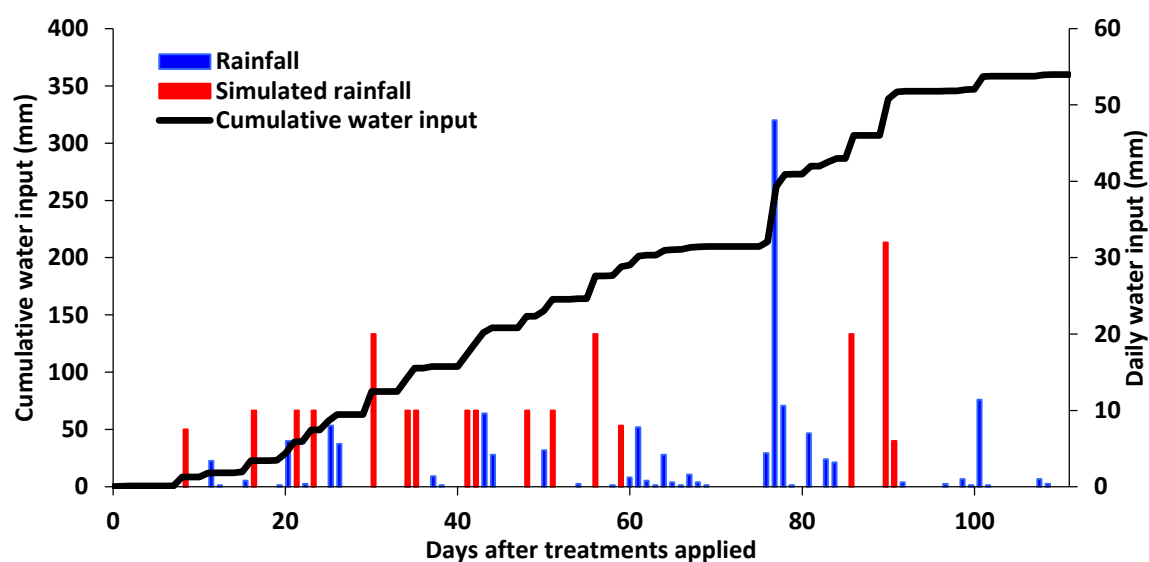 400
350
300
250
200
150
100
50
0
Cumulative water input (mm)
Rainfall
Simulated rainfall
Cumulative water input
60
50
40
30
20
10
0
Daily water input (mm)
0 20 40 60 80 100
Days after treatments applied